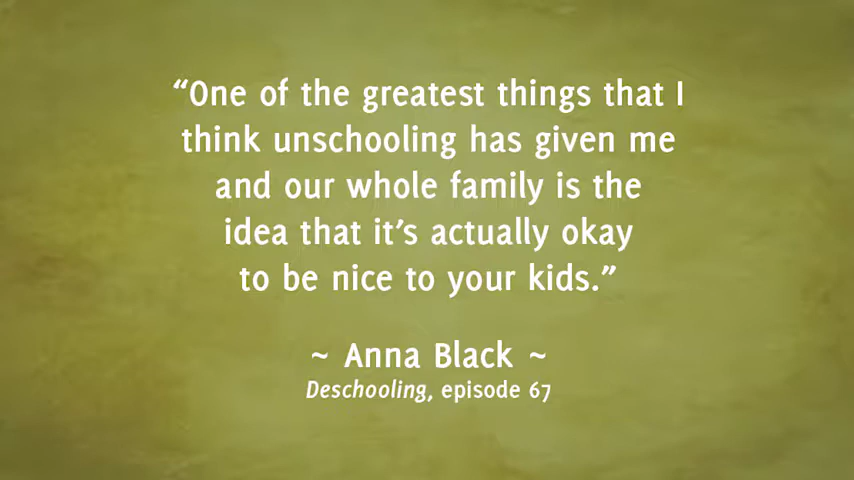 “One of the greatest things that I
think unschooling has given me
and our whole family is the
idea that it’s actually okay
to be nice to your kids.”
~ Anna Black ~
Deschooling, episode 67